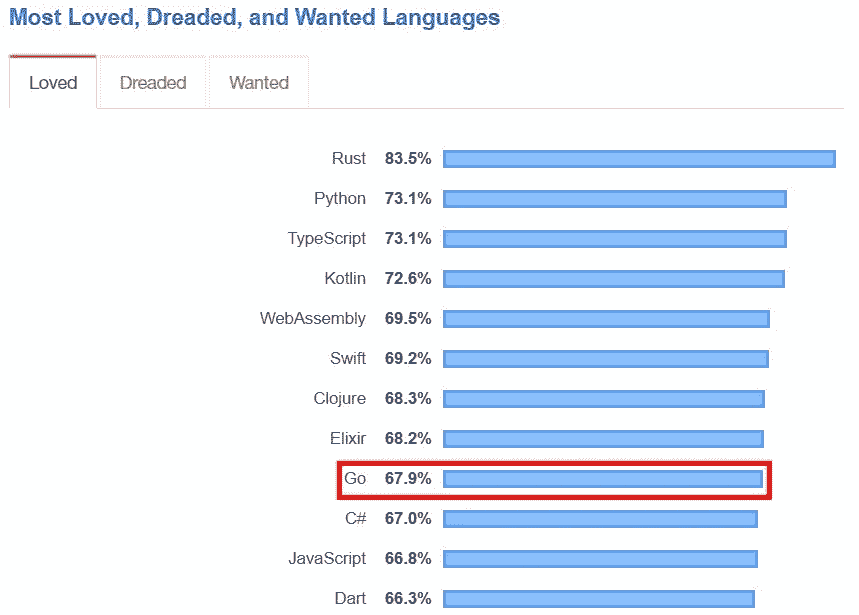 Most Loved, Dreaded, and Wanted Languages
Loved Dreaded Wanted
Rust 83.5%
Python 73.1%
TypeScript 73.1%
Kotlin 72.6%
WebAssembly 69.5%
Swift 69.2%
Clojure 68.3%
Elixir 68.2%
Go 67.9%
C# 67.0%
JavaScript 66.8%
Dart 66.3%